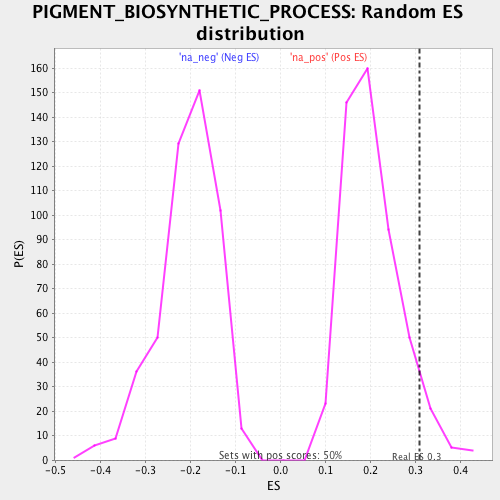 PIGMENT_BIOSYNTHETIC_PROCESS: Random ES
distribution
'na_neg' (Neg ES) 'na_pos' (Pos ES)
160
150
140
130
120
110
100
90
80
70
60
50
40
30
20
10
0
P(ES)
Sets with pos scores: 50%
Real ES 0.3
-0.5 -0.4 -0.3 -0.2 -0.1 0.0 0.1 0.2 0.3 0.4
ES